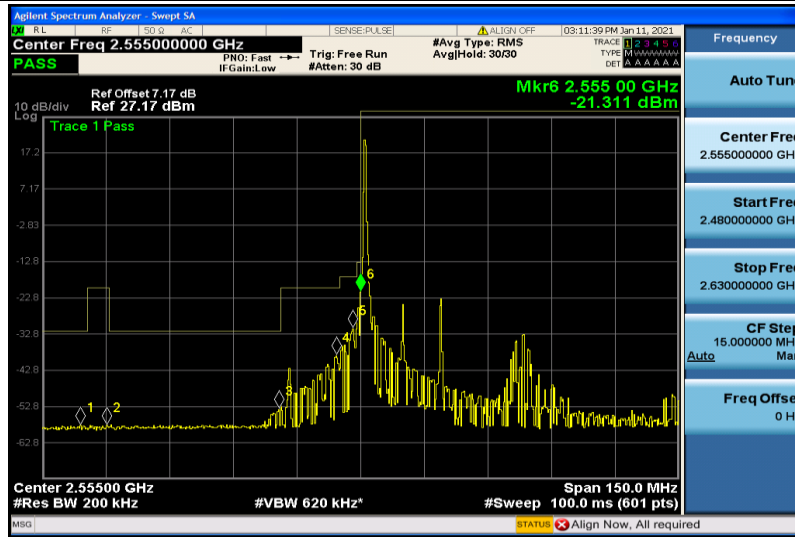 Agilent Spectrum Analyzer - Swept SA
LXI RL RF 50 Ω AC SENSE:PULSE ALIGN OFF 03:11:39 PM Jan 11, 2021
Center Freq 2.555000000 GHz #Avg Type: RMS TRACE 1 2 3 4 5 6
PASS PNO: Fast Trig: Free Run Avg|Hold: 30/30 TYPE M W W W W W
IFGain:Low #Atten: 30 dB DET A A A A A A
Mkr6 2.555 00 GHz
-21.311 dBm
Ref Offset 7.17 dB
10 dB/div Ref 27.17 dBm
Log
Trace 1 Pass
17.2
7.17
-2.83
-12.8
-22.8
-32.8
-42.8
-52.8
-62.8
1
2
3
4
5
6
Center 2.55500 GHz Span 150.0 MHz
#Res BW 200 kHz #VBW 620 kHz* #Sweep 100.0 ms (601 pts)
MSG STATUS Align Now, All required
Frequency
Auto Tun
Center Fre
2.555000000 GH
Start Fre
2.480000000 GH
Stop Fre
2.630000000 GH
CF Step
15.000000 MH
Auto Ma
Freq Offse
0 H